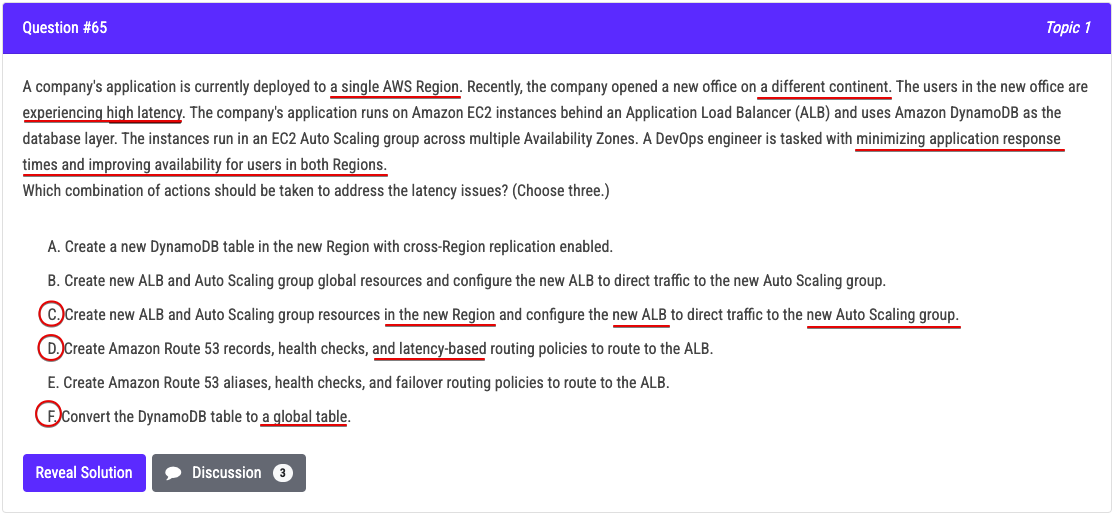 Question #65
Topic 1
A company's application is currently deployed to a single AWS Region. Recently, the company opened a new office on a different continent. The users in the new office are
experiencing high latency. The company's application runs on Amazon EC2 instances behind an Application Load Balancer (ALB) and uses Amazon DynamoDB as the
database layer. The instances run in an EC2 Auto Scaling group across multiple Availability Zones. A DevOps engineer is tasked with minimizing application response
times and improving availability for users in both Regions.
Which combination of actions should be taken to address the latency issues? (Choose three.)
A. Create a new DynamoDB table in the new Region with cross-Region replication enabled.
B. Create new ALB and Auto Scaling group global resources and configure the new ALB to direct traffic to the new Auto Scaling group.
C. Create new ALB and Auto Scaling group resources in the new Region and configure the new ALB to direct traffic to the new Auto Scaling group.
D. Create Amazon Route 53 records, health checks, and latency-based routing policies to route to the ALB.
E. Create Amazon Route 53 aliases, health checks, and failover routing policies to route to the ALB.
F. Convert the DynamoDB table to a global table.
Reveal Solution
Discussion 3